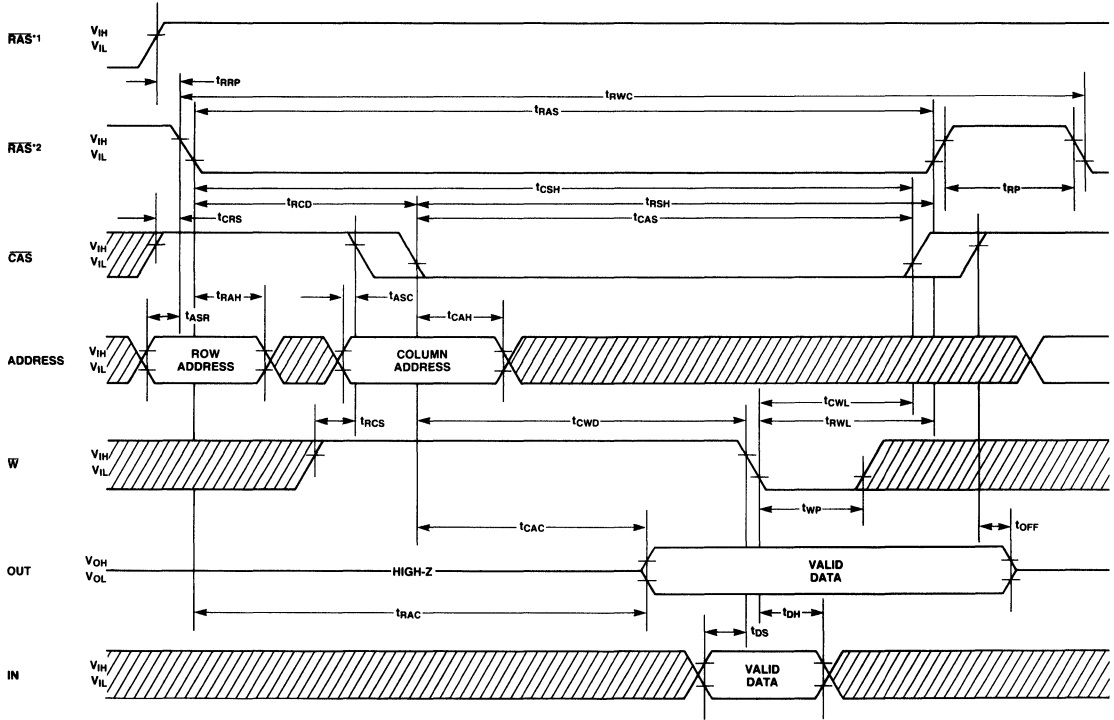 RAS*1
VIH
VIL
tRRP
tRWC
tRAS
RAS*2
VIH
VIL
tCSH
tRP
tRCD
tRSH
tCRS
tCAS
CAS
VIH
VIL
tRAH
tASC
tASR
tCAH
ADDRESS
VIH
VIL
ROW
ADDRESS
COLUMN
ADDRESS
tCWL
tRCS
tCWD
tRWL
W
VIH
VIL
tWP
tCAC
tOFF
OUT
VOH
VOL
HIGH-Z
VALID
DATA
tRAC
tDH
tDS
IN
VIH
VIL
VALID
DATA